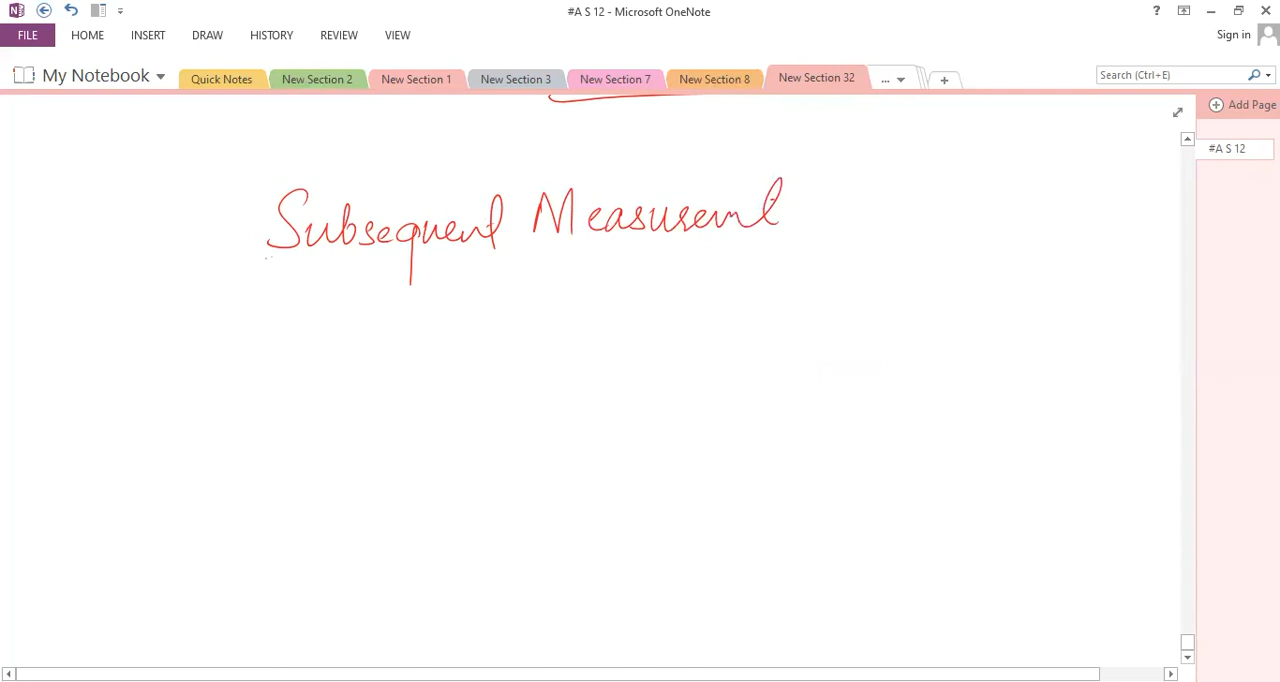 #A S 12 - Microsoft OneNote
?
FILE HOME INSERT DRAW HISTORY REVIEW VIEW
Sign in
My Notebook
Quick Notes New Section 2 New Section 1 New Section 3 New Section 7 New Section 8 New Section 32 ...
Search (Ctrl+E)
Add Page
#A S 12
Subsequent Measuremt